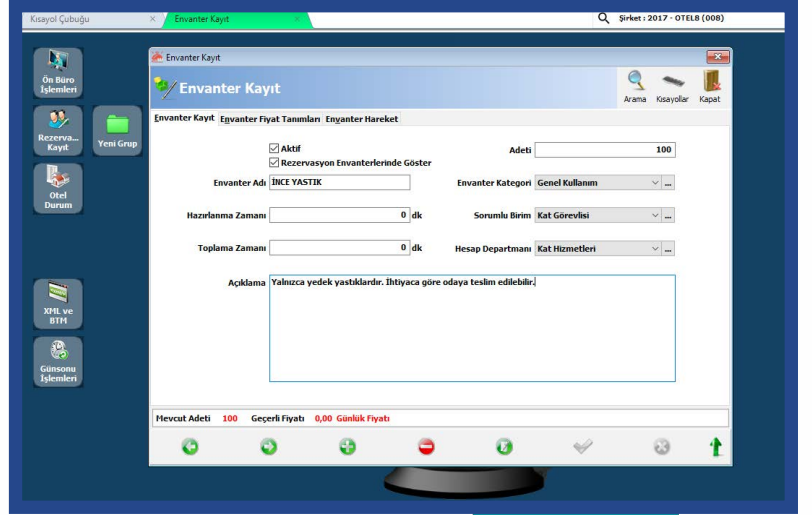 Kısayol Çubuğu
Envanter Kayıt
Şirket : 2017 - OTEL8 (008)
Ön Büro
İşlemleri
Rezerva...
Kayıt
Yeni Grup
Otel
Durum
XML ve
BTM
Günsonu
İşlemleri
Envanter Kayıt
Envanter Kayıt
Arama Kısayollar Kapat
Envanter Kayıt Envanter Fiyat Tanımları Envanter Hareket
Aktif
Rezervasyon Envanterlerinde Göster
Adeti 100
Envanter Adı İNCE YASTIK
Envanter Kategori Genel Kullanım ...
Hazırlanma Zamanı 0 dk
Sorumlu Birim Kat Görevlisi ...
Toplama Zamanı 0 dk
Hesap Departmanı Kat Hizmetleri ...
Açıklama Yalnızca yedek yastıklardır. İhtiyaca göre odaya teslim edilebilir.
Mevcut Adeti 100 Geçerli Fiyatı 0,00 Günlük Fiyatı